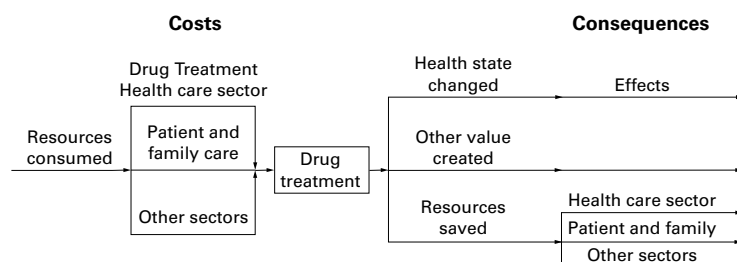 Costs
Consequences
Drug Treatment
Health care sector
Health state
changed
Effects
Resources
consumed
Patient and
family care
Drug
treatment
Other value
created
Other sectors
Resources
saved
Health care sector
Patient and family
Other sectors